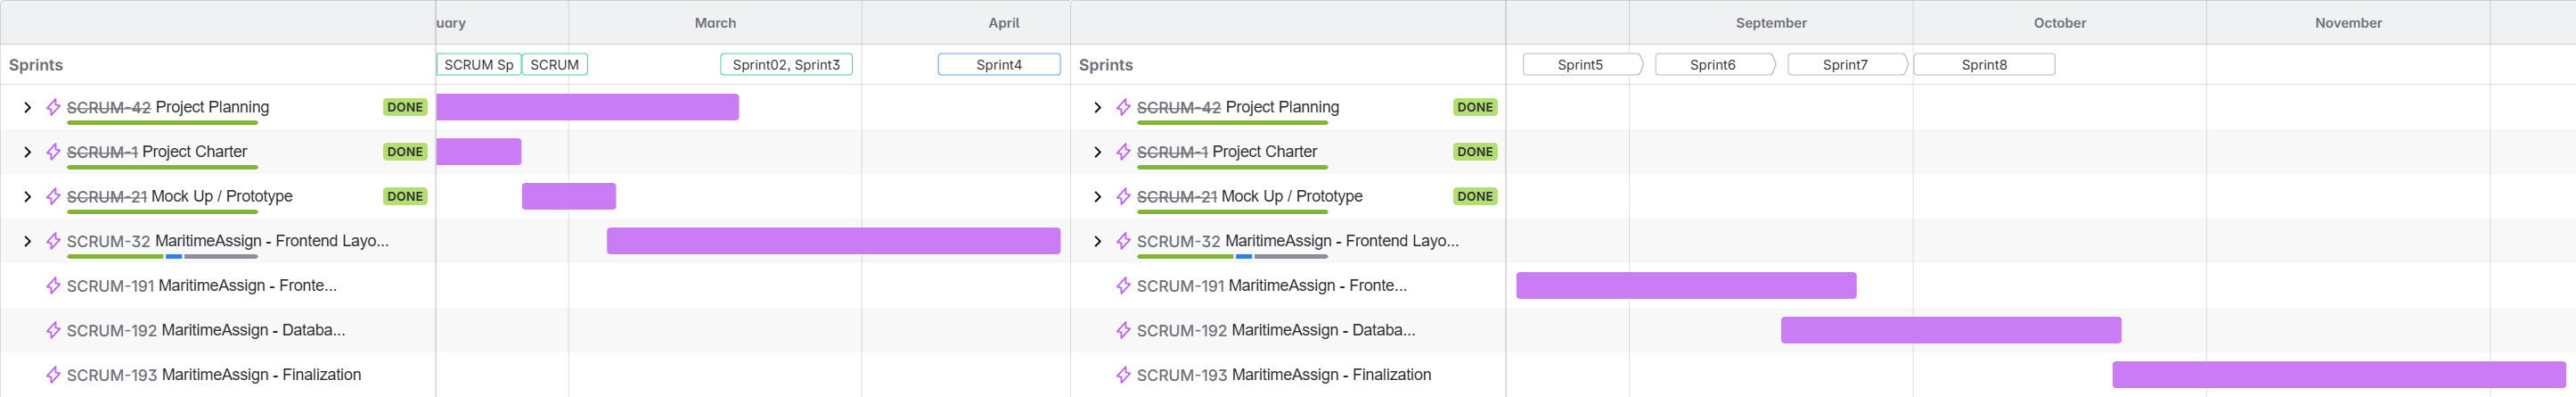 uary March April September October November
Sprints SCRUM Sp SCRUM Sprint02, Sprint3 Sprint4 Sprints Sprint5 Sprint6 Sprint7 Sprint8
SCRUM-42 Project Planning DONE SCRUM-42 Project Planning DONE
SCRUM-1 Project Charter DONE SCRUM-1 Project Charter DONE
SCRUM-21 Mock Up / Prototype DONE SCRUM-21 Mock Up / Prototype DONE
SCRUM-32 MaritimeAssign - Frontend Layo... SCRUM-32 MaritimeAssign - Frontend Layo...
SCRUM-191 MaritimeAssign - Fronte... SCRUM-191 MaritimeAssign - Fronte...
SCRUM-192 MaritimeAssign - Databa... SCRUM-192 MaritimeAssign - Databa...
SCRUM-193 MaritimeAssign - Finalization SCRUM-193 MaritimeAssign - Finalization